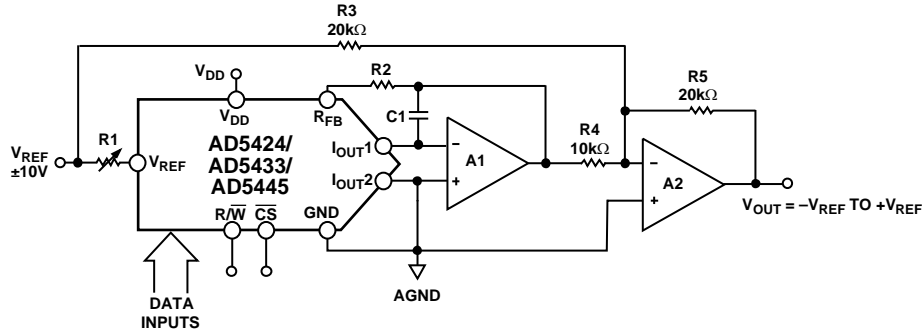 R3
20kΩ
VDD
R2
R5
20kΩ
VDD
RFB
C1
R1
AD5424/
AD5433/
AD5445
IOUT1
R4
10kΩ
VREF
±10V
VREF
A1
A2
IOUT2
R/W̅
C̅S̅
GND
VOUT = –VREF TO +VREF
AGND
DATA
INPUTS